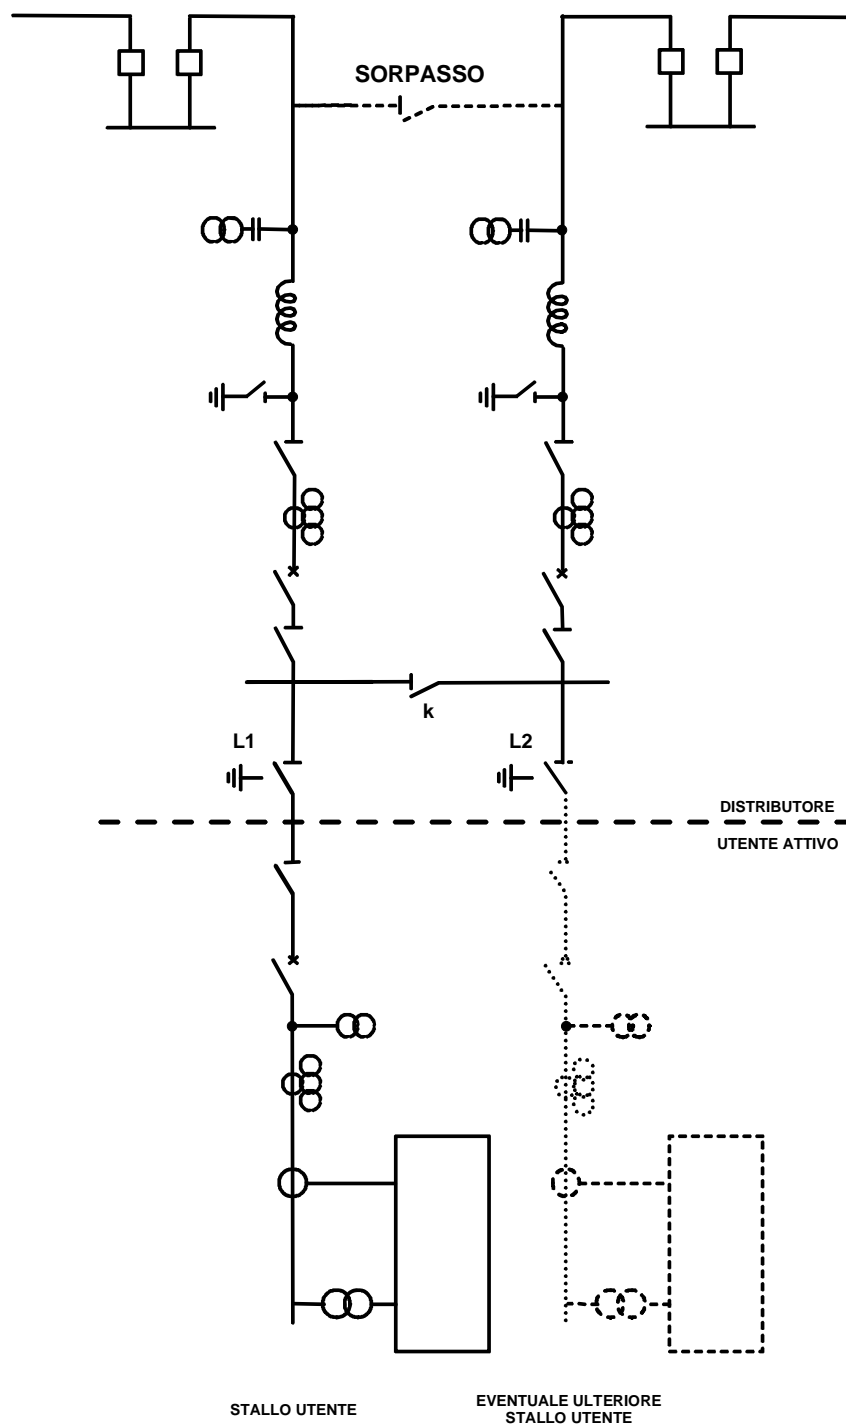 SORPASSO
k
L1
L2
DISTRIBUTORE
UTENTE ATTIVO
STALLO UTENTE
EVENTUALE ULTERIORE
STALLO UTENTE